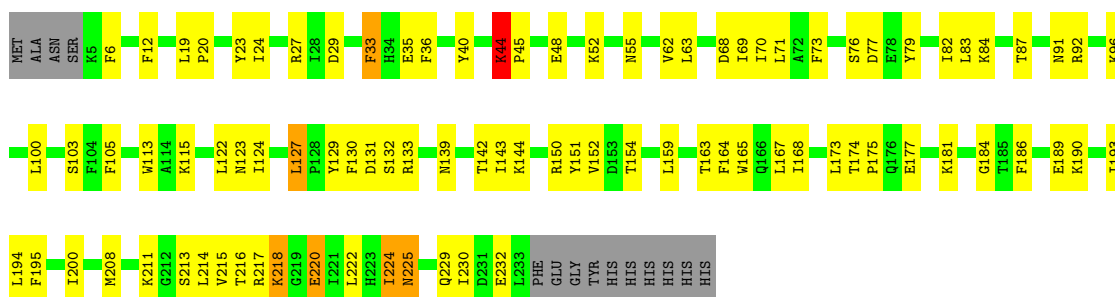 MET ALA ASN SER K5 F6 F12 L19 P20 Y23 I24 R27 I28 D29 F33 H34 E35 F36 Y40 K44 P45 E48 K52 N55 V62 L63 D68 I69 I70 L71 A72 F73 S76 D77 E78 Y79 I82 L83 K84 T87 N91 R92 K96
L100 S103 F104 F105 W113 A114 K115 L122 N123 I124 L127 P128 Y129 F130 D131 S132 R133 N139 T142 I143 K144 R150 Y151 V152 D153 T154 L159 T163 F164 W165 Q166 L167 I168 L173 T174 P175 Q176 E177 K181 G184 T185 F186 E189 K190 I193
L194 F195 I200 M208 K211 G212 S213 L214 V215 T216 R217 K218 G219 E220 I221 L222 H223 I224 N225 Q229 I230 D231 E232 L233 PHE GLU GLY TYR HIS HIS HIS HIS HIS HIS